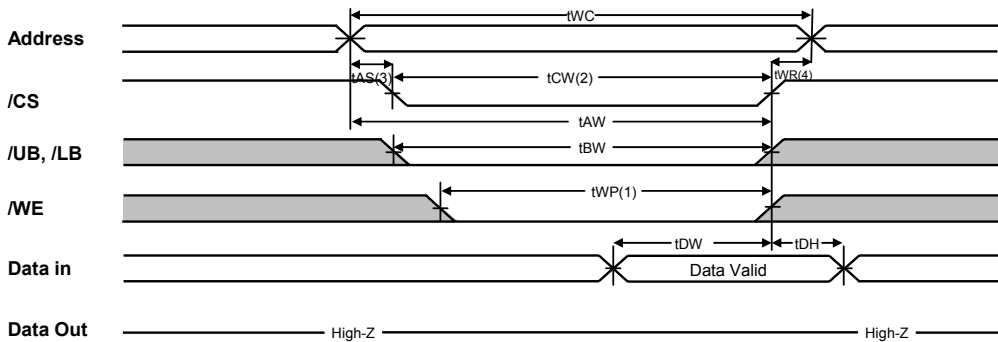 tWC
Address
tAS(3)
tCW(2)
tWR(4)
/CS
tAW
/UB, /LB
tBW
/WE
tWP(1)
tDW
tDH
Data in
Data Valid
Data Out
High-Z
High-Z